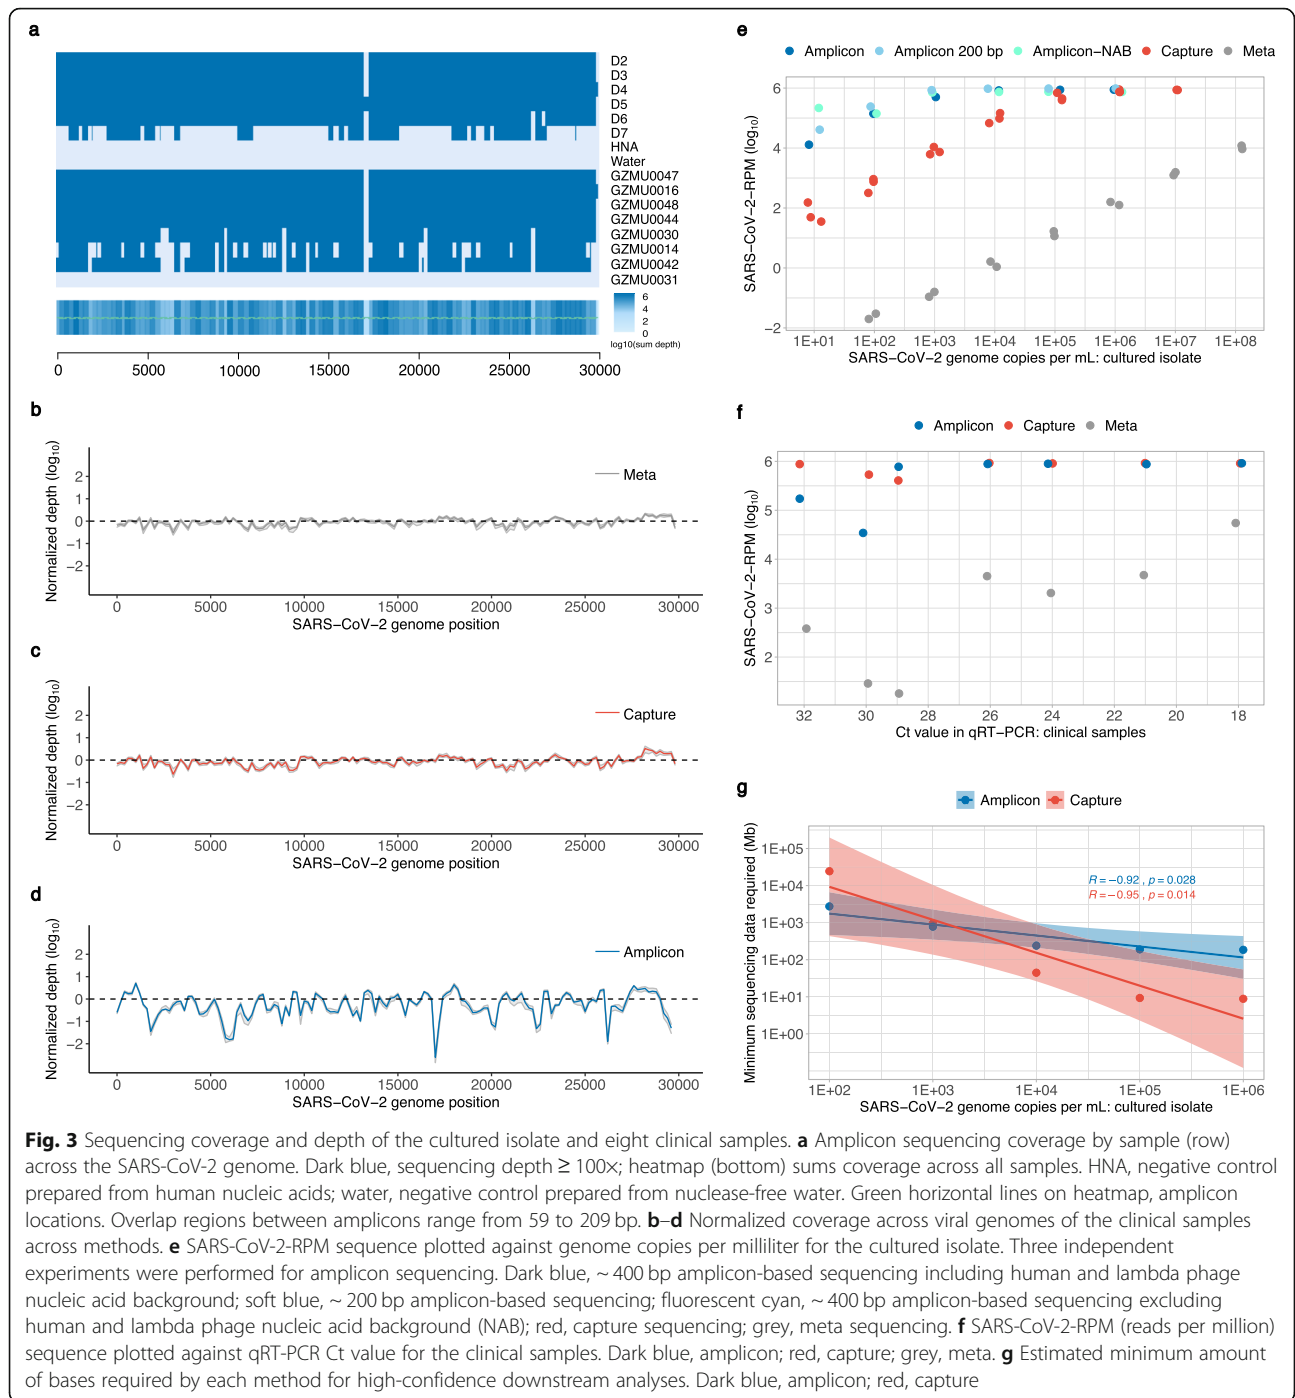 a
D2
D3
D4
D5
D6
D7
HNA
Water
GZMU0047
GZMU0016
GZMU0048
GZMU0044
GZMU0030
GZMU0014
GZMU0042
GZMU0031
6
4
2
0
log10(sum depth)
0 5000 10000 15000 20000 25000 30000
b
Normalized depth (log10)
2
1
0
−1
−2
Meta
0 5000 10000 15000 20000 25000 30000
SARS−CoV−2 genome position
c
Normalized depth (log10)
2
1
0
−1
−2
Capture
0 5000 10000 15000 20000 25000 30000
SARS−CoV−2 genome position
d
Normalized depth (log10)
2
1
0
−1
−2
Amplicon
0 5000 10000 15000 20000 25000 30000
SARS−CoV−2 genome position
e
Amplicon Amplicon 200 bp Amplicon−NAB Capture Meta
SARS−CoV−2−RPM (log10)
6
4
2
0
−2
1E+01 1E+02 1E+03 1E+04 1E+05 1E+06 1E+07 1E+08
SARS−CoV−2 genome copies per mL: cultured isolate
f
Amplicon Capture Meta
SARS−CoV−2−RPM (log10)
6
5
4
3
2
32 30 28 26 24 22 20 18
Ct value in qRT−PCR: clinical samples
g
Amplicon Capture
Minimum sequencing data required (Mb)
1E+05
1E+04
1E+03
1E+02
1E+01
1E+00
R = −0.92 , p = 0.028
R = −0.95 , p = 0.014
1E+02 1E+03 1E+04 1E+05 1E+06
SARS−CoV−2 genome copies per mL: cultured isolate
Fig. 3 Sequencing coverage and depth of the cultured isolate and eight clinical samples. a Amplicon sequencing coverage by sample (row)
across the SARS-CoV-2 genome. Dark blue, sequencing depth ≥ 100×; heatmap (bottom) sums coverage across all samples. HNA, negative control
prepared from human nucleic acids; water, negative control prepared from nuclease-free water. Green horizontal lines on heatmap, amplicon
locations. Overlap regions between amplicons range from 59 to 209 bp. b–d Normalized coverage across viral genomes of the clinical samples
across methods. e SARS-CoV-2-RPM sequence plotted against genome copies per milliliter for the cultured isolate. Three independent
experiments were performed for amplicon sequencing. Dark blue, ~ 400 bp amplicon-based sequencing including human and lambda phage
nucleic acid background; soft blue, ~ 200 bp amplicon-based sequencing; fluorescent cyan, ~ 400 bp amplicon-based sequencing excluding
human and lambda phage nucleic acid background (NAB); red, capture sequencing; grey, meta sequencing. f SARS-CoV-2-RPM (reads per million)
sequence plotted against qRT-PCR Ct value for the clinical samples. Dark blue, amplicon; red, capture; grey, meta. g Estimated minimum amount
of bases required by each method for high-confidence downstream analyses. Dark blue, amplicon; red, capture